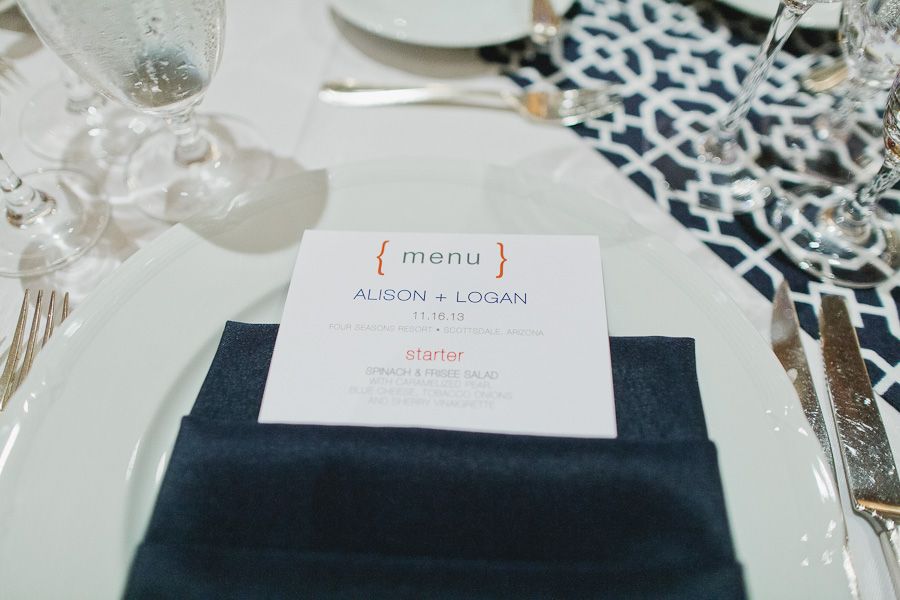 { menu }
ALISON + LOGAN
11.16.13
FOUR SEASONS RESORT • SCOTTSDALE, ARIZONA
starter
SPINACH & FRISEE SALAD
WITH CARAMELIZED PEAR,
BLUE CHEESE, TOBACCO ONIONS
AND SHERRY VINAIGRETTE